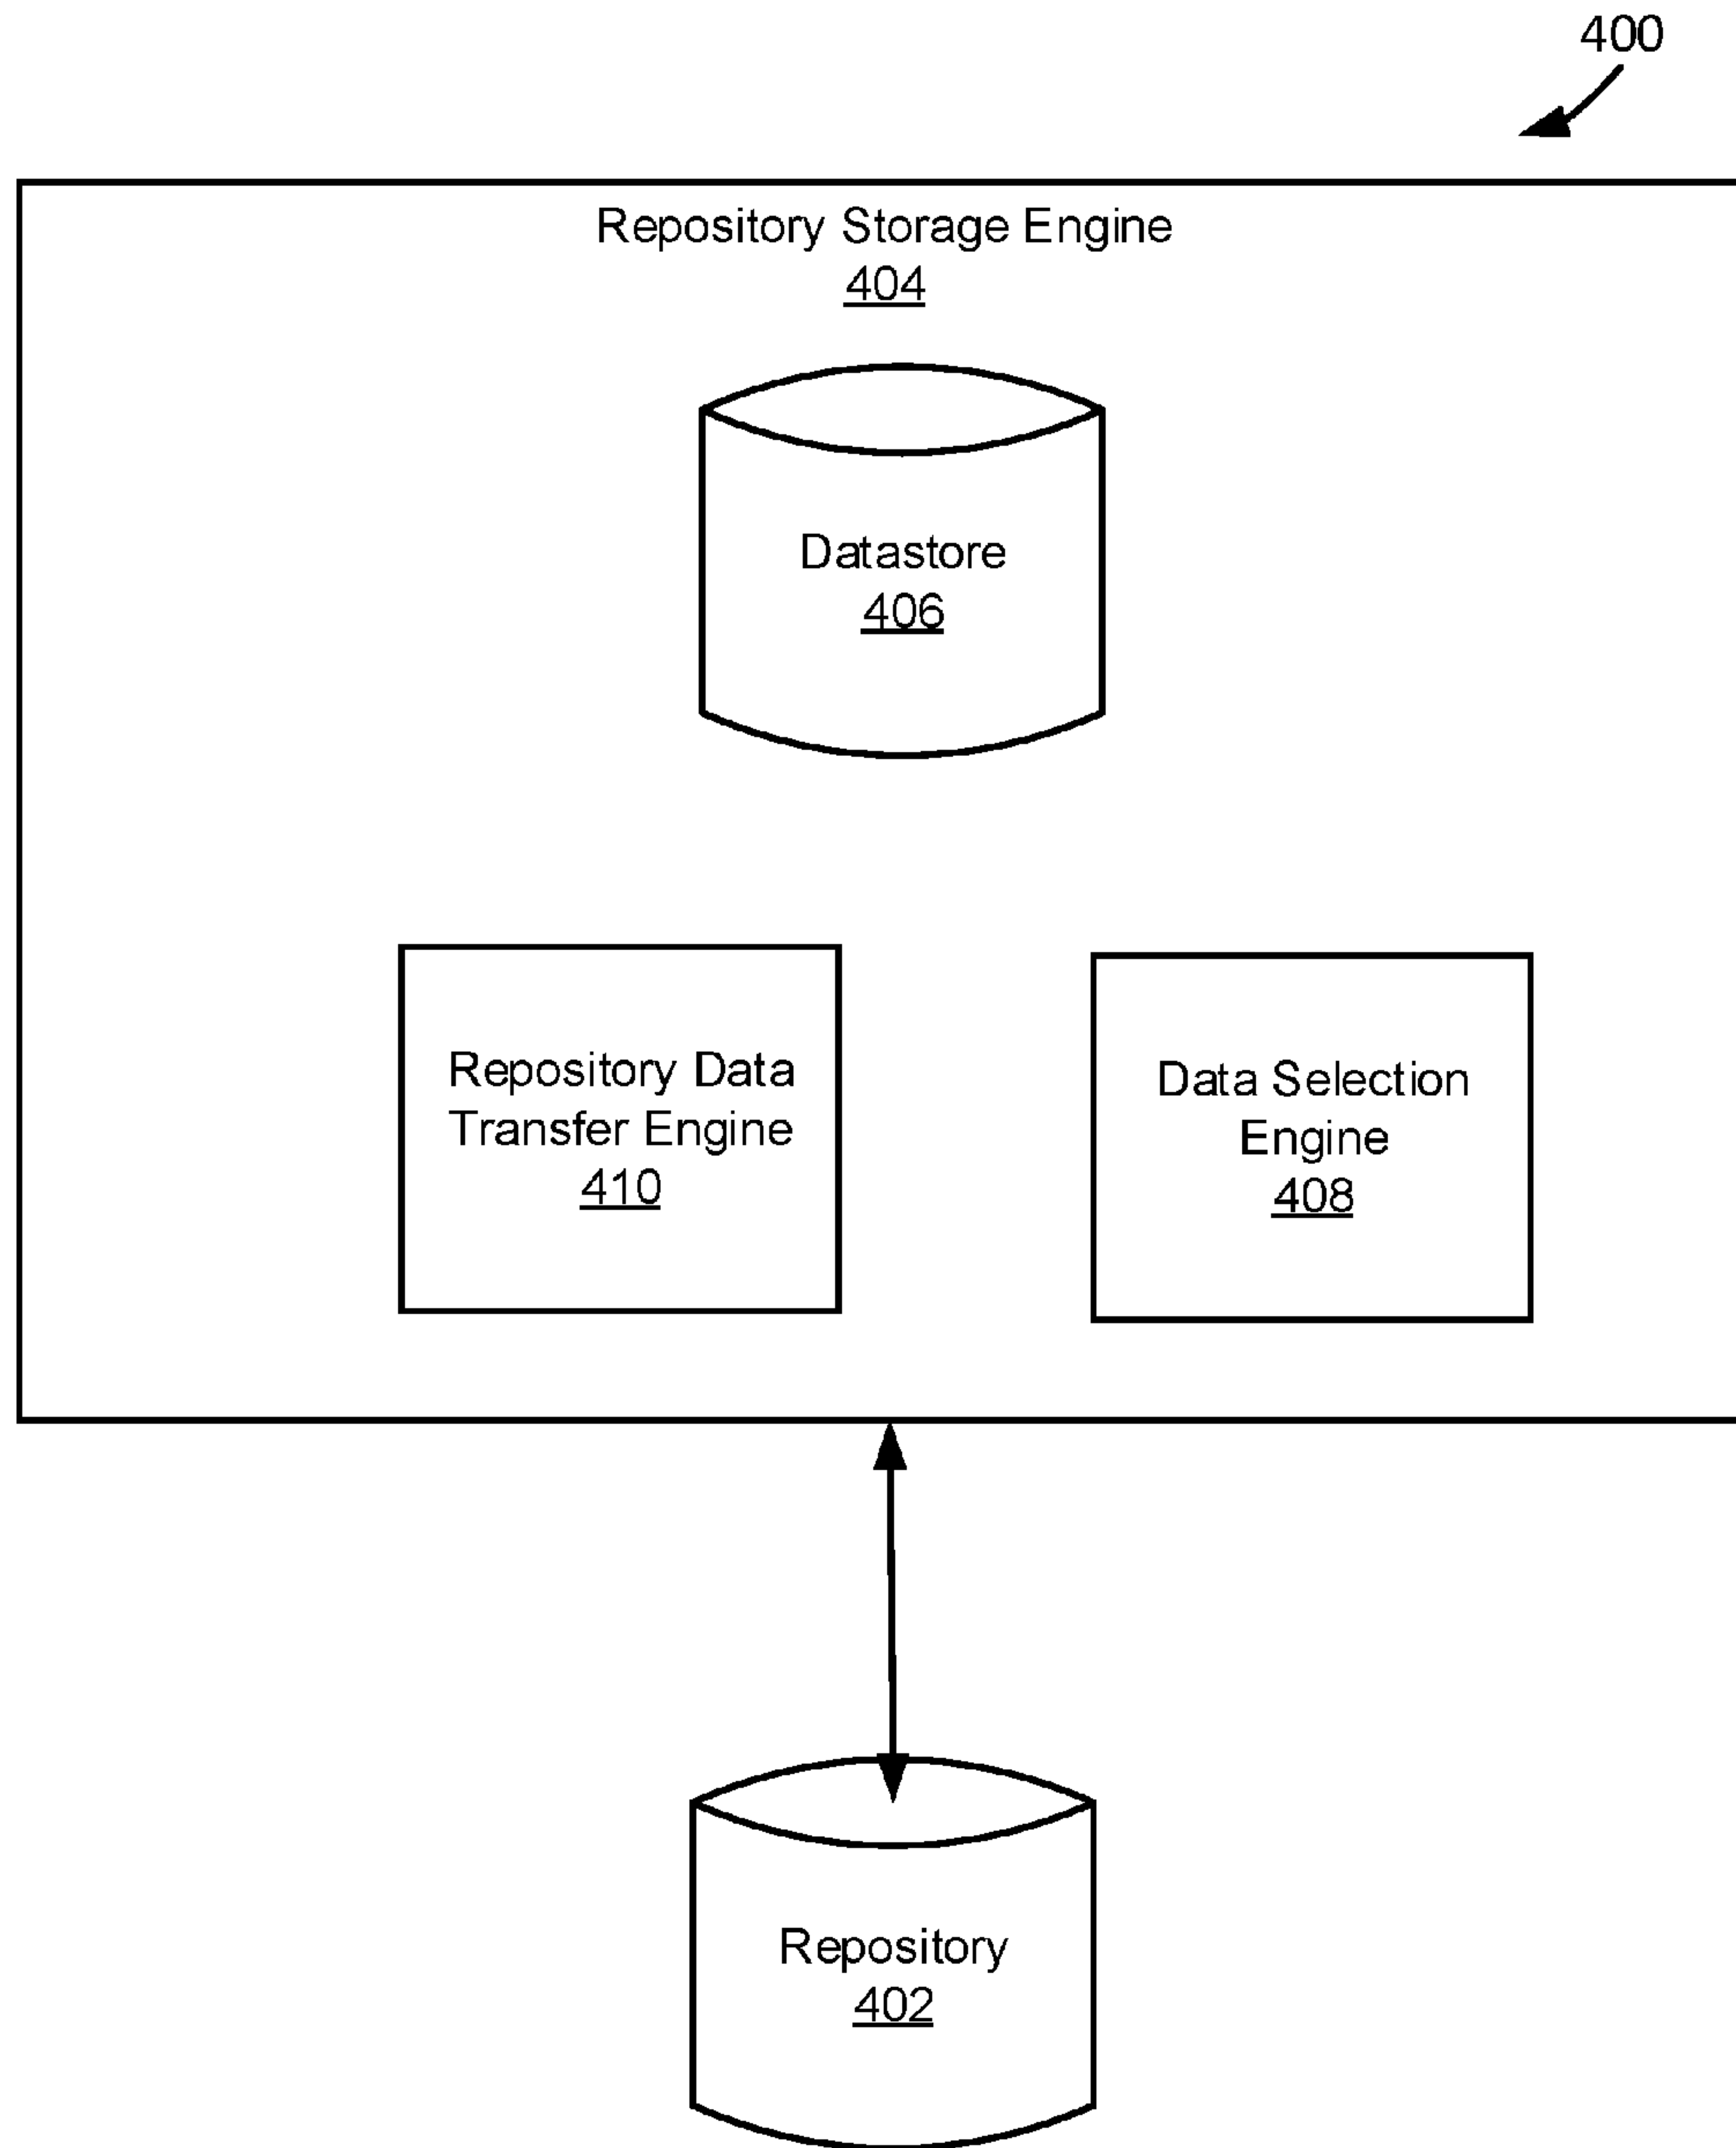 400
Repository Storage Engine
404
Datastore
406
Repository Data
Transfer Engine
410
Data Selection
Engine
408
Repository
402